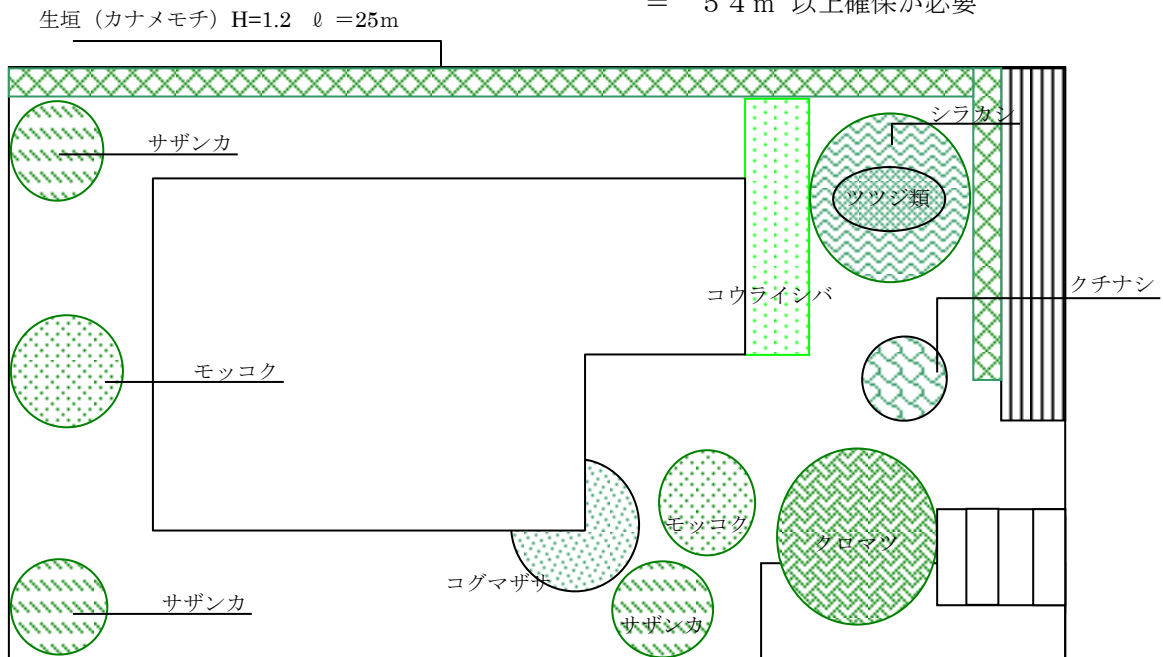 ＝　５４㎡ 以上確保が必要
生垣（カナメモチ）H=1.2　ℓ =25m
シラカシ
サザンカ
ツツジ類
クチナシ
コウライシバ
モッコク
モッコク
クロマツ
コグマザサ
サザンカ
サザンカ